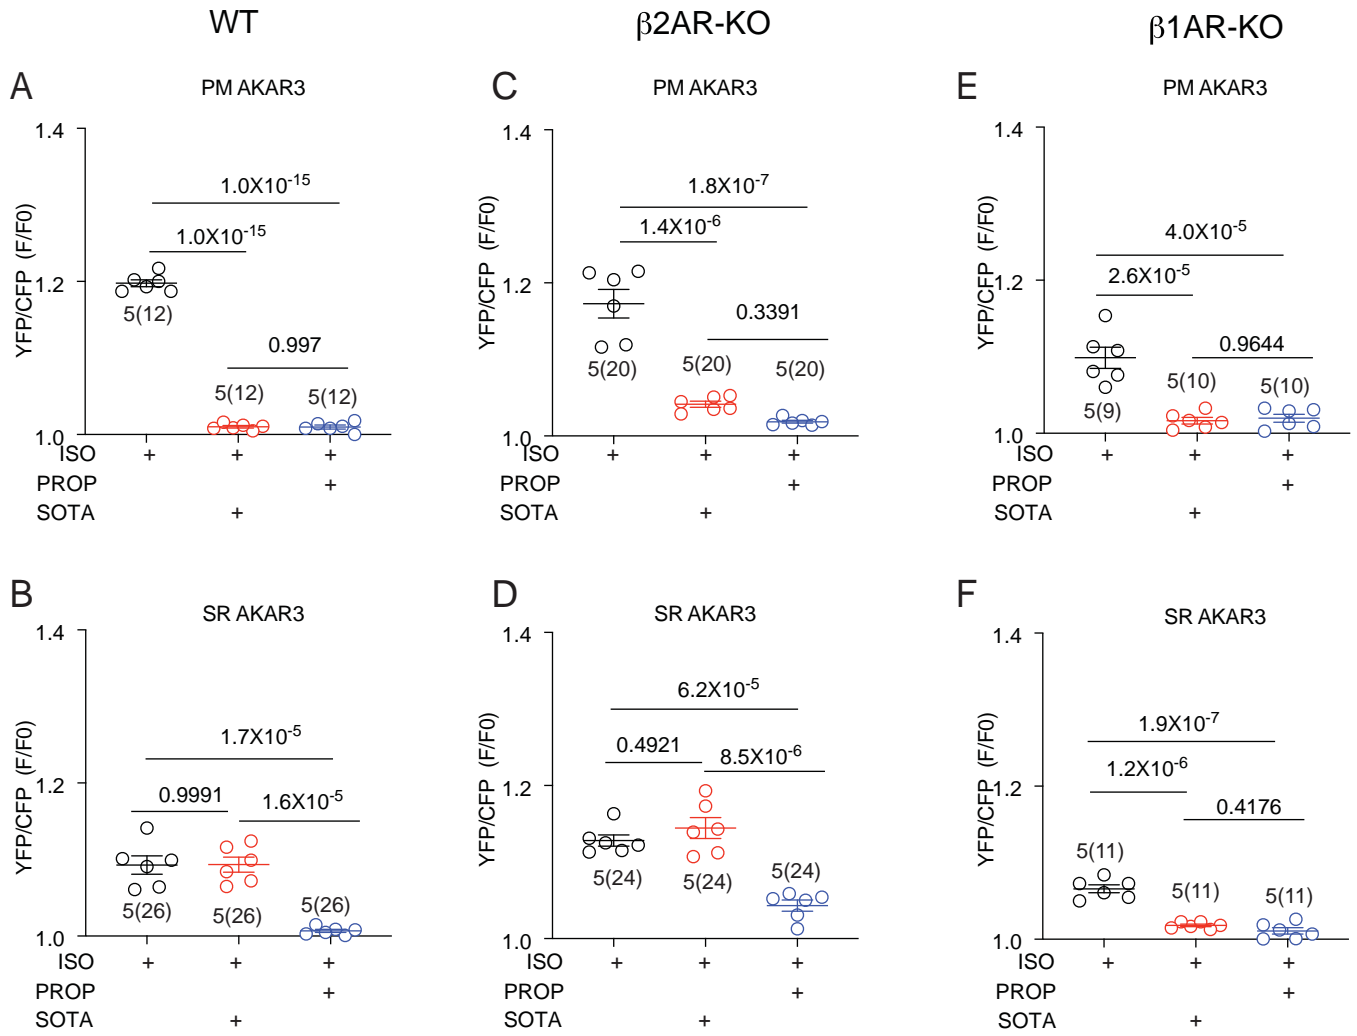 WT
β2AR-KO
β1AR-KO
A
PM AKAR3
YFP/CFP (F/F0)
1.4
1.2
1.0
1.0X10⁻¹⁵
1.0X10⁻¹⁵
0.997
5(12)
5(12)
5(12)
ISO + + +
PROP +
SOTA +
C
PM AKAR3
YFP/CFP (F/F0)
1.4
1.2
1.0
1.8X10⁻⁷
1.4X10⁻⁶
0.3391
5(20)
5(20)
5(20)
ISO + + +
PROP +
SOTA +
E
PM AKAR3
YFP/CFP (F/F0)
1.4
1.2
1.0
4.0X10⁻⁵
2.6X10⁻⁵
0.9644
5(9)
5(10)
5(10)
ISO + + +
PROP +
SOTA +
B
SR AKAR3
YFP/CFP (F/F0)
1.4
1.2
1.0
1.7X10⁻⁵
0.9991
1.6X10⁻⁵
5(26)
5(26)
5(26)
ISO + + +
PROP +
SOTA +
D
SR AKAR3
YFP/CFP (F/F0)
1.4
1.2
1.0
6.2X10⁻⁵
0.4921
8.5X10⁻⁶
5(24)
5(24)
5(24)
ISO + + +
PROP +
SOTA +
F
SR AKAR3
YFP/CFP (F/F0)
1.4
1.2
1.0
1.9X10⁻⁷
1.2X10⁻⁶
0.4176
5(11)
5(11)
5(11)
ISO + + +
PROP +
SOTA +